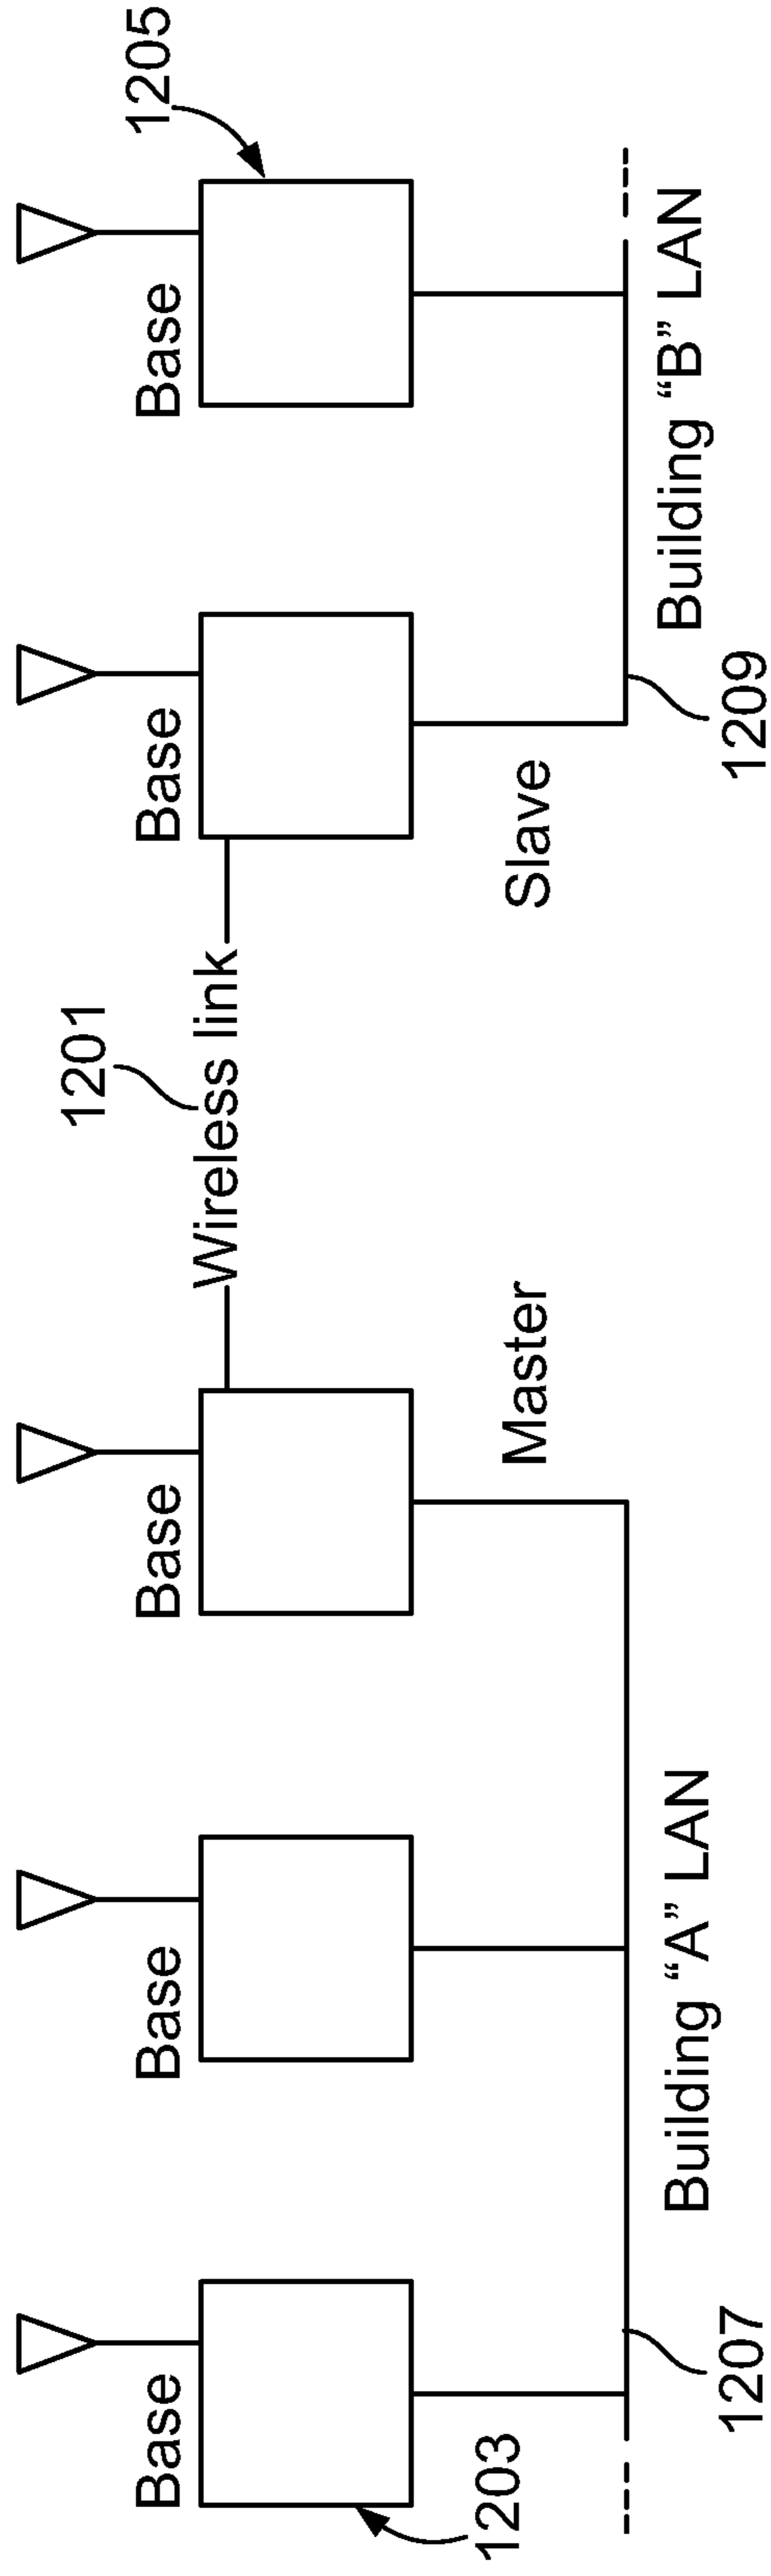 1205
Base
Base
Base
Base
Base
1201
Wireless link
1203
Master
Slave
Building “A” LAN
Building “B” LAN
1207
1209